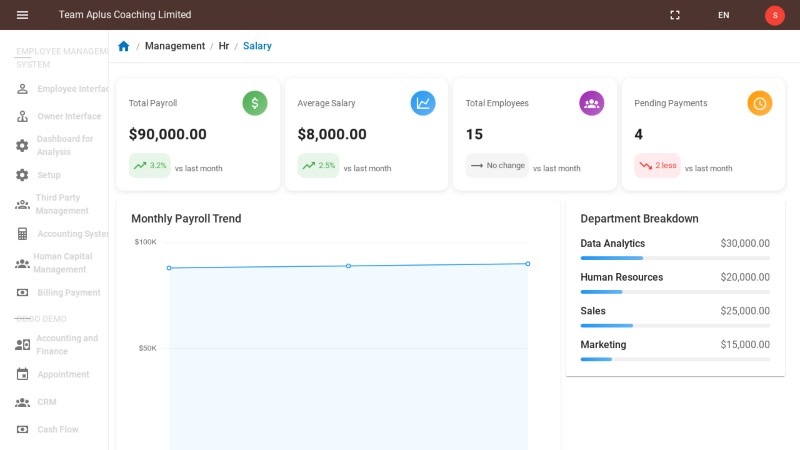 Team Aplus Coaching Limited
EN
S
EMPLOYEE MANAGEM
SYSTEM
Employee Interfac
Owner Interface
Dashboard for
Analysis
Setup
Third Party
Management
Accounting System
Human Capital
Management
Billing Payment
DEMO
Accounting and
Finance
Appointment
CRM
Cash Flow
/ Management / Hr / Salary
Total Payroll
$90,000.00
3.2% vs last month
Average Salary
$8,000.00
2.5% vs last month
Total Employees
15
No change vs last month
Pending Payments
4
2 less vs last month
Monthly Payroll Trend
$100K
$50K
Department Breakdown
Data Analytics $30,000.00
Human Resources $20,000.00
Sales $25,000.00
Marketing $15,000.00